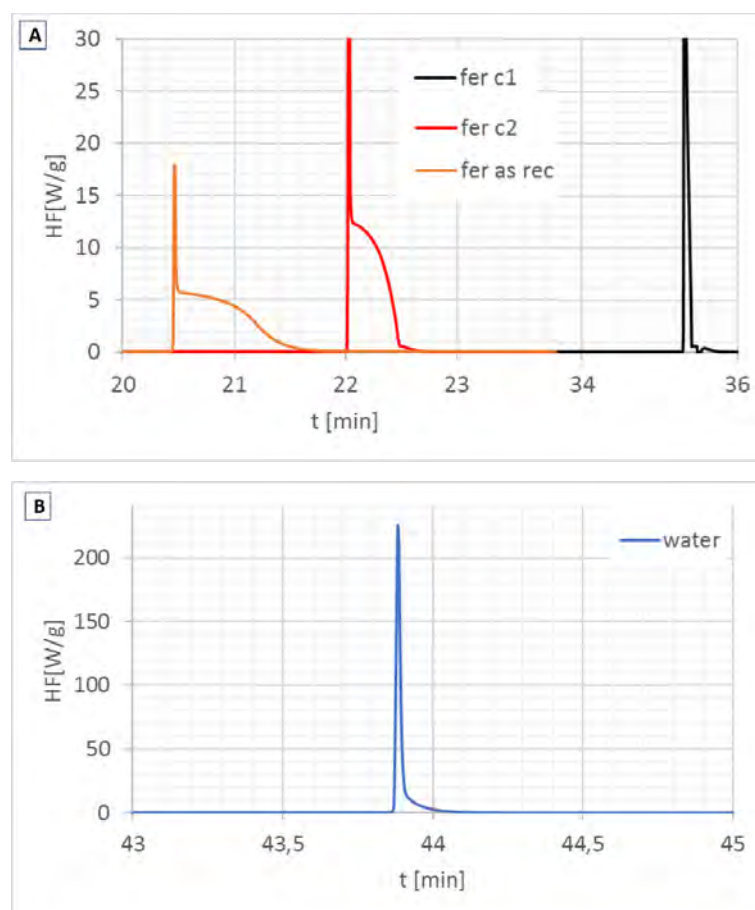 A
30
25
20
15
10
5
0
HF[W/g]
fer c1
fer c2
fer as rec
20 21 22 23 34 36
t [min]
B
200
150
100
50
0
HF[W/g]
water
43 43,5 44 44,5 45
t [min]